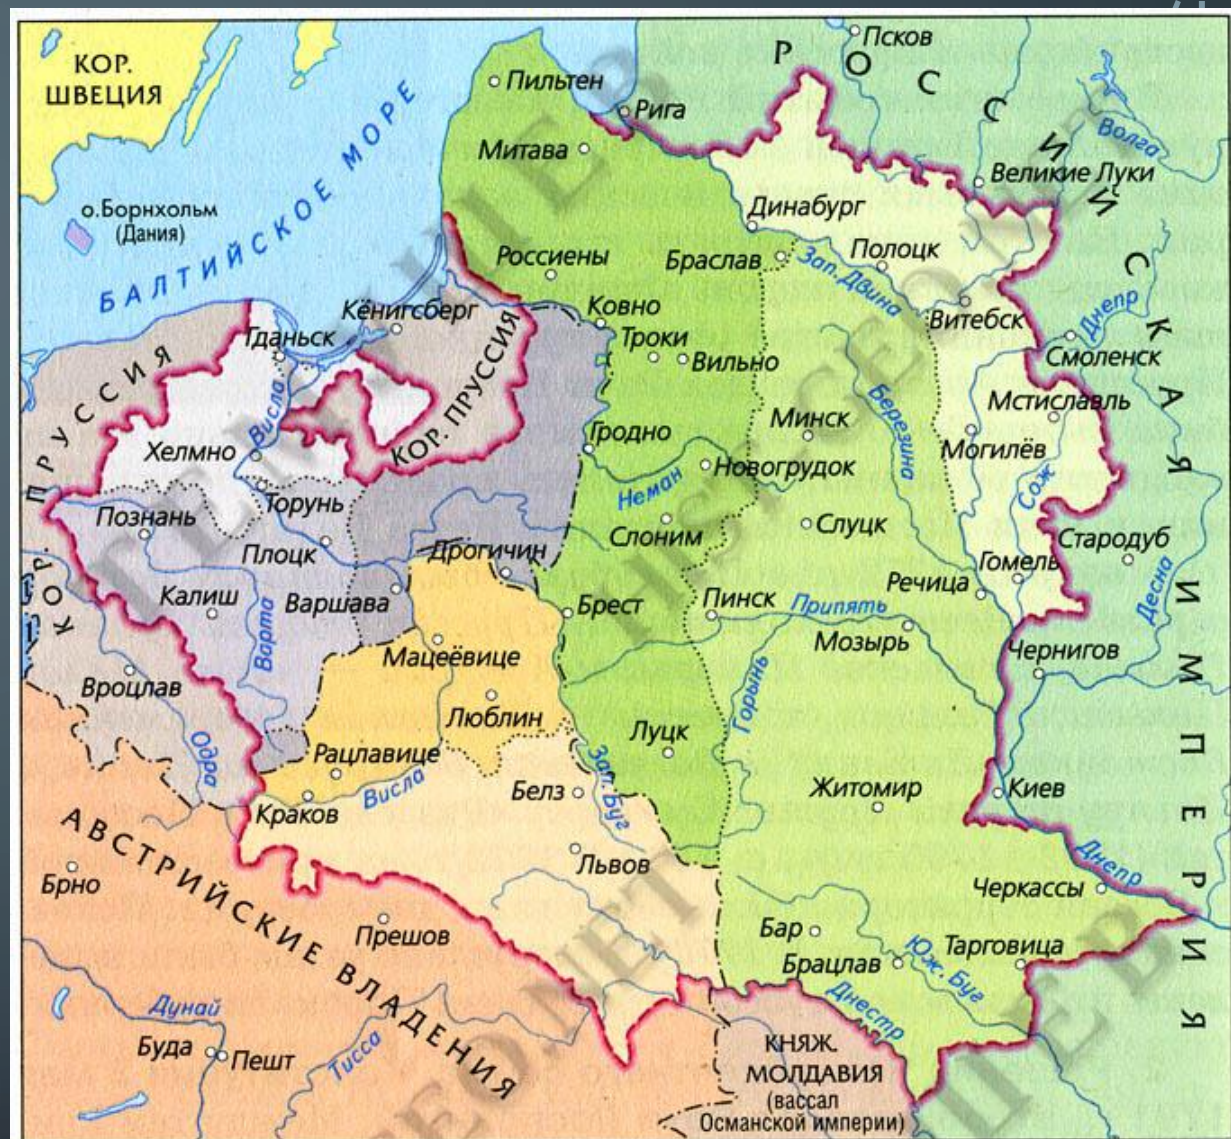 КОР.
ШВЕЦИЯ
Псков
Пильтен
Рига
РОССИЙСКАЯ ИМПЕРИЯ
Волга
Митава
Великие Луки
БАЛТИЙСКОЕ МОРЕ
о.Борнхольм
(Дания)
Динабург
Полоцк
Россиены
Браслав
Зап. Двина
Кёнигсберг
Ковно
Витебск
Днепр
Гданьск
Троки
Вильно
Смоленск
КОР. ПРУССИЯ
КОР. ПРУССИЯ
Висла
Березина
Минск
Мстиславль
Хелмно
Гродно
Могилёв
Неман
Новогрудок
Сож
Торунь
Познань
Слоним
Слуцк
Стародуб
Плоцк
Дрогичин
Гомель
Речица
Десна
Калиш
Варшава
Брест
Пинск
Припять
Варта
Мозырь
Чернигов
Мацеёвице
Вроцлав
Горынь
Люблин
Луцк
Одра
Рацлавице
Зап. Буг
Висла
Белз
Житомир
Киев
Краков
Львов
Днепр
АВСТРИЙСКИЕ ВЛАДЕНИЯ
Брно
Черкассы
Прешов
Бар
Тарговица
Брацлав
Юж. Буг
Дунай
Днестр
Буда
Пешт
Тисса
КНЯЖ.
МОЛДАВИЯ
(вассал
Османской империи)